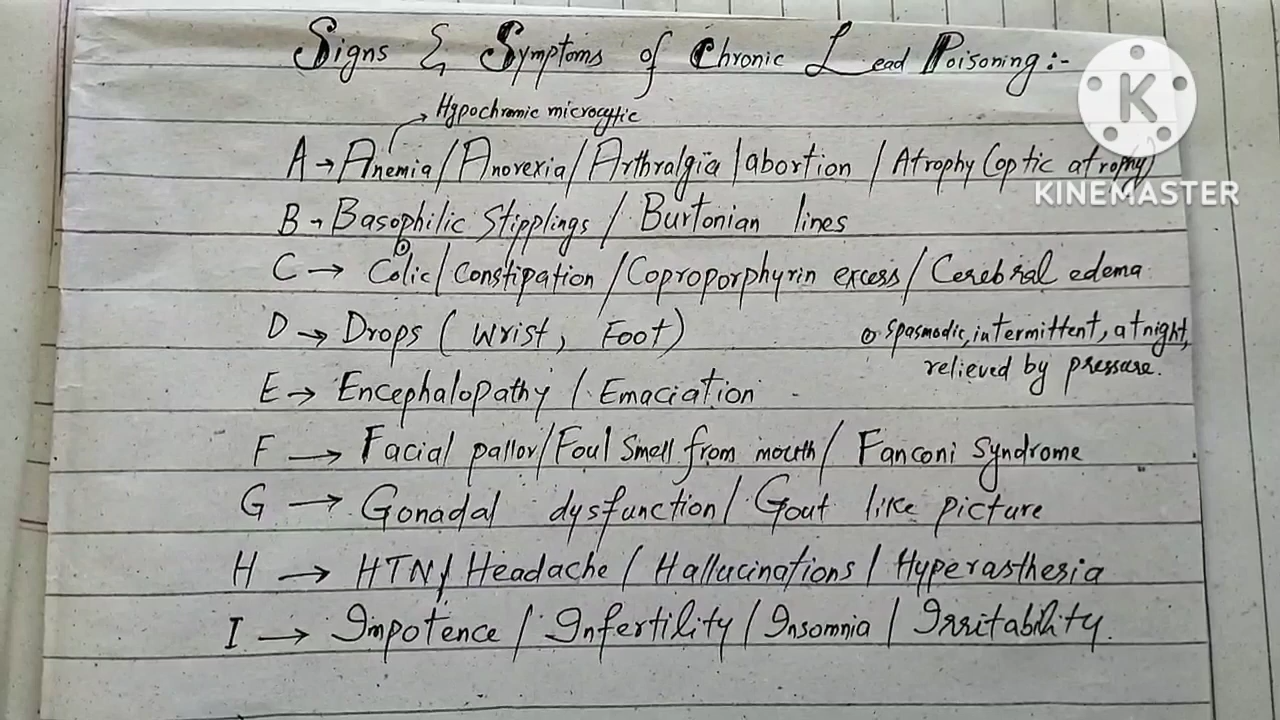 Signs & Symptoms of Chronic Lead Poisoning:-
Hypochromic microcytic
A → Anemia/Anorexia/Arthralgia/abortion / Atrophy (optic atrophy)
K
KINEMASTER
B → Basophilic Stipplings / Burtonian lines
C → Colic/Constipation/Coproporphyrin excess/Cerebral edema
D → Drops (Wrist, Foot)
Spasmodic, intermittent, at night,
relieved by pressure.
E → Encephalopathy / Emaciation
F → Facial pallor/Foul Smell from mouth/ Fanconi Syndrome
G → Gonadal dysfunction/ Gout like picture
H → HTN/ Headache / Hallucinations / Hyperasthesia
I → Impotence / Infertility / Insomnia / Irritability.